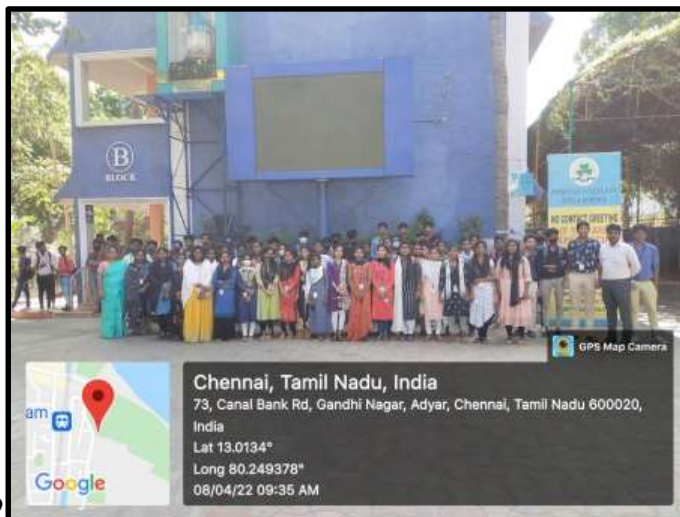 B
BLOCK
NO CONTACT GREETING
GPS Map Camera
am
Google
Chennai, Tamil Nadu, India
73, Canal Bank Rd, Gandhi Nagar, Adyar, Chennai, Tamil Nadu 600020,
India
Lat 13.0134°
Long 80.249378°
08/04/22 09:35 AM